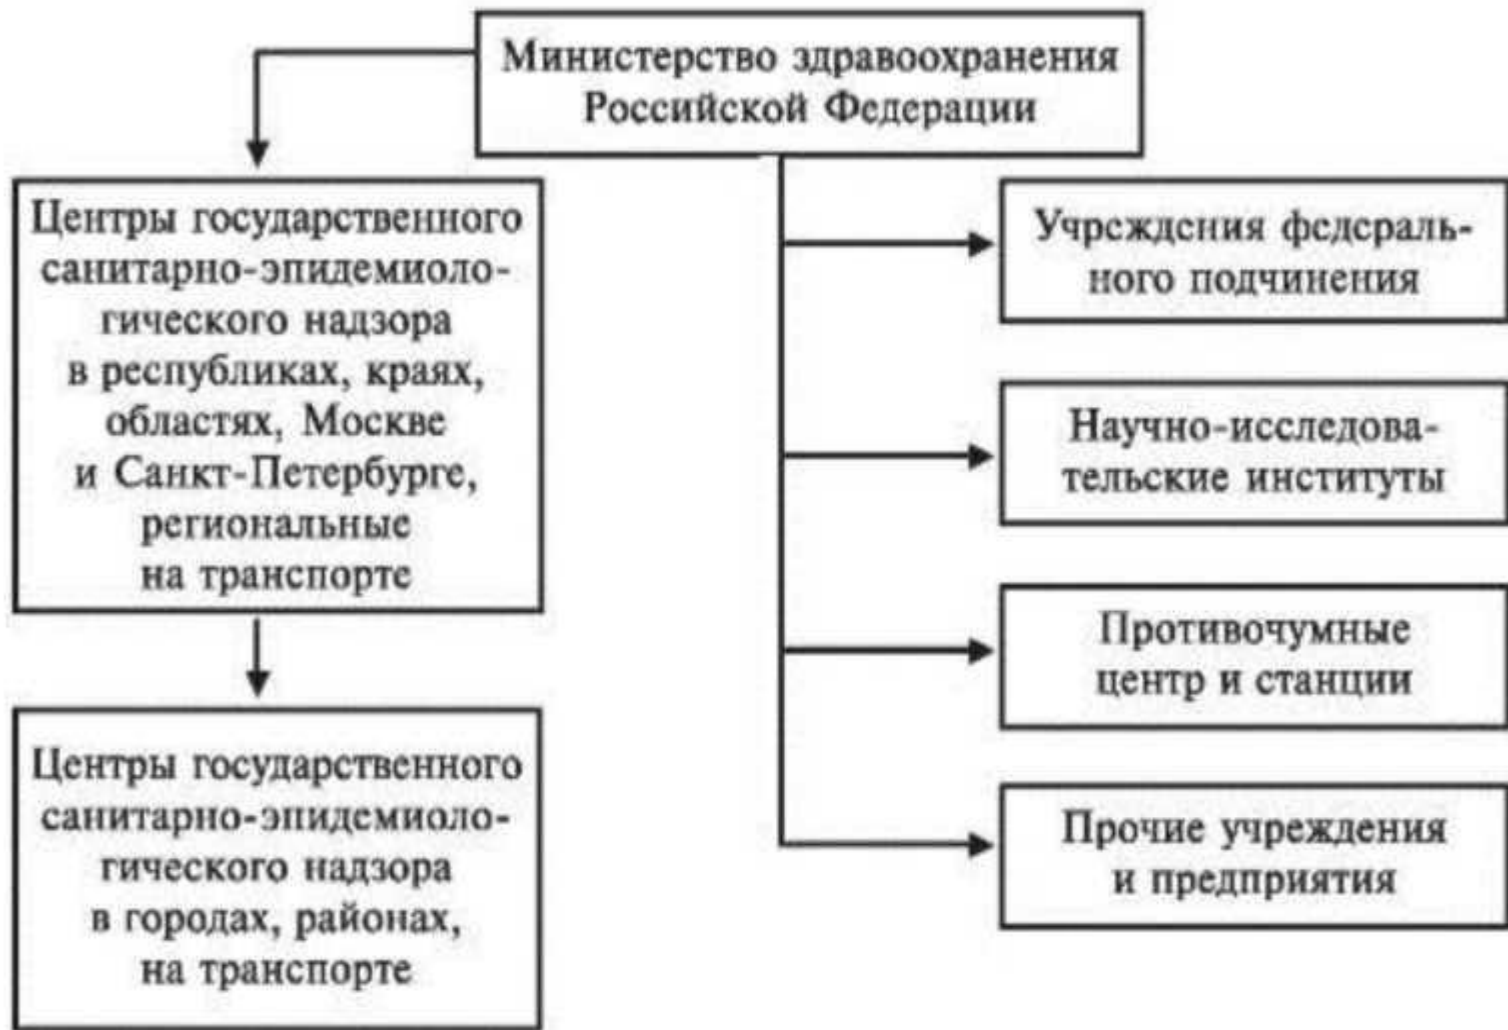 Министерство здравоохранения
Российской Федерации
Центры государственного
санитарно-эпидемиоло-
гического надзора
в республиках, краях,
областях, Москве
и Санкт-Петербурге,
региональные
на транспорте
Центры государственного
санитарно-эпидемиоло-
гического надзора
в городах, районах,
на транспорте
Учреждения федераль-
ного подчинения
Научно-исследова-
тельские институты
Противочумные
центр и станции
Прочие учреждения
и предприятия